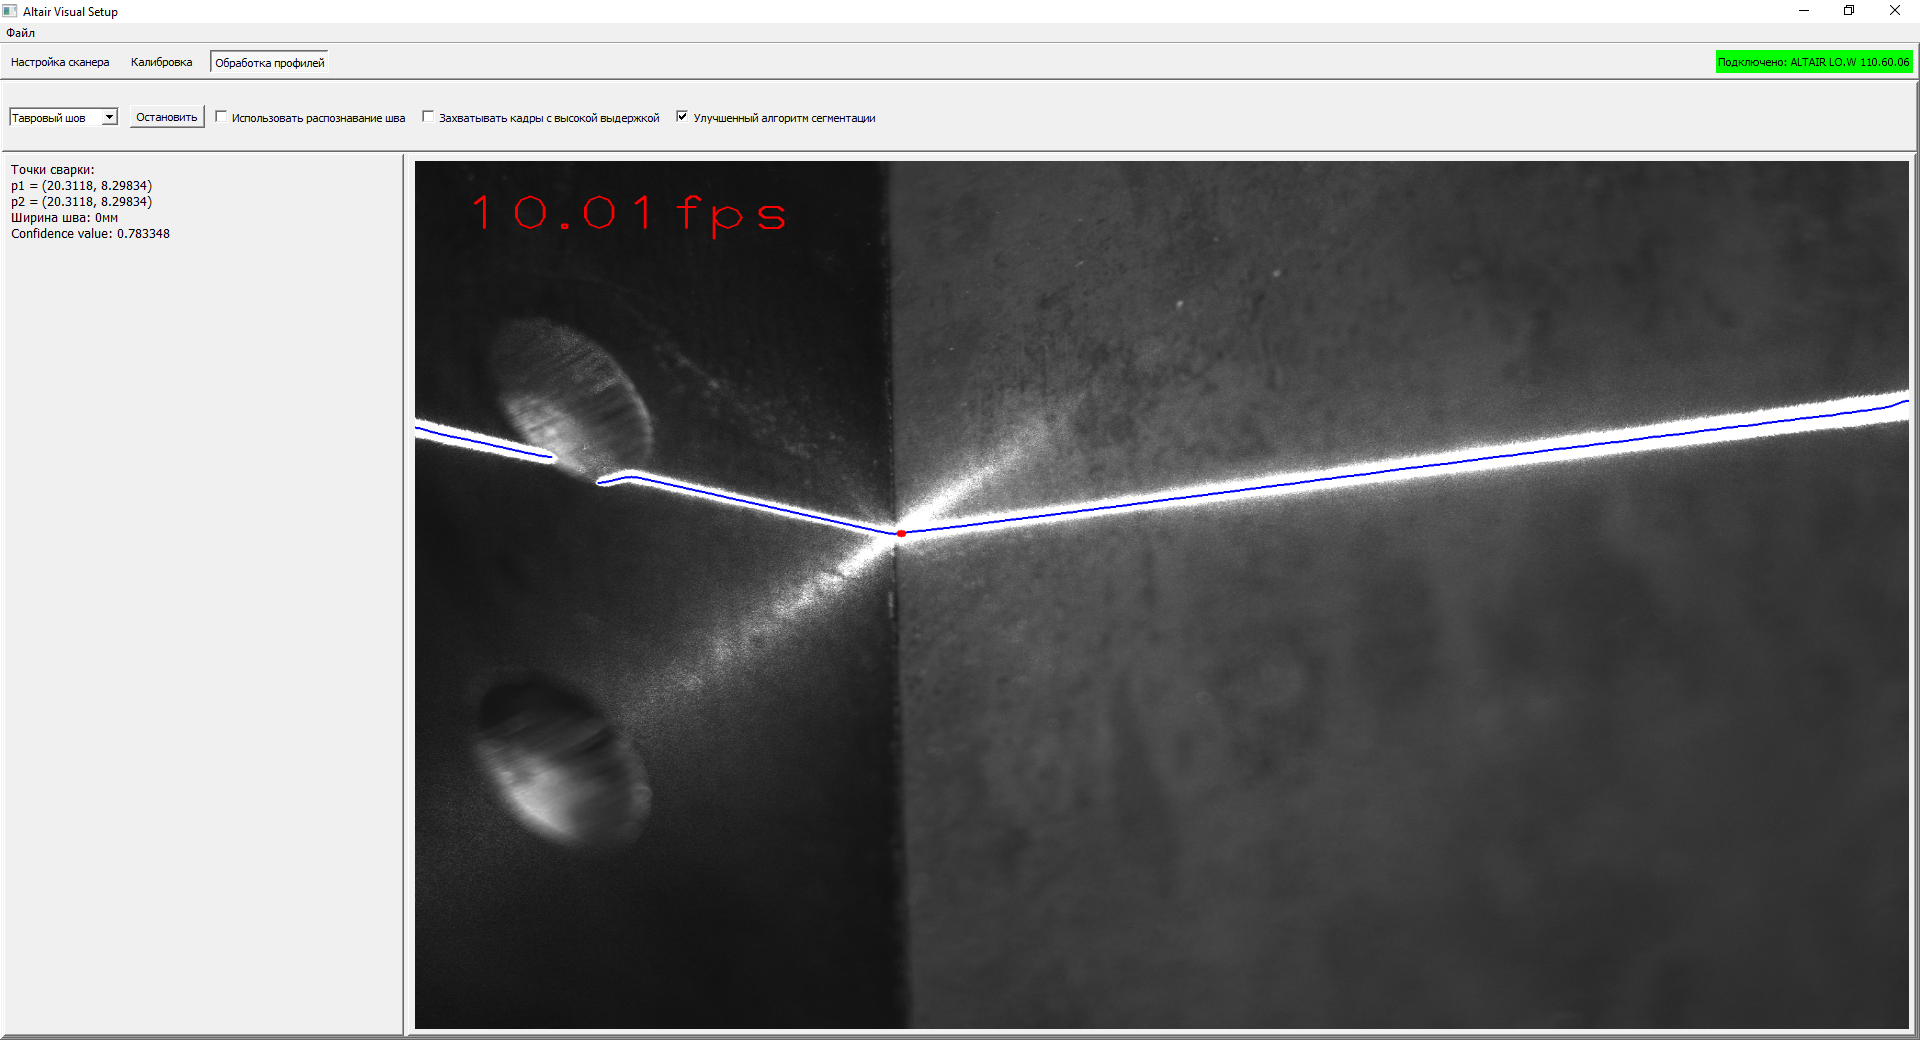 Altair Visual Setup
Файл
Настройка сканера Калибровка Обработка профилей Подключено: ALTAIR LO.W 110.60.06
Тавровый шов Остановить Использовать распознавание шва Захватывать кадры с высокой выдержкой Улучшенный алгоритм сегментации
Точки сварки:
p1 = (20.3118, 8.29834)
p2 = (20.3118, 8.29834)
Ширина шва: 0мм
Confidence value: 0.783348
10.01fps